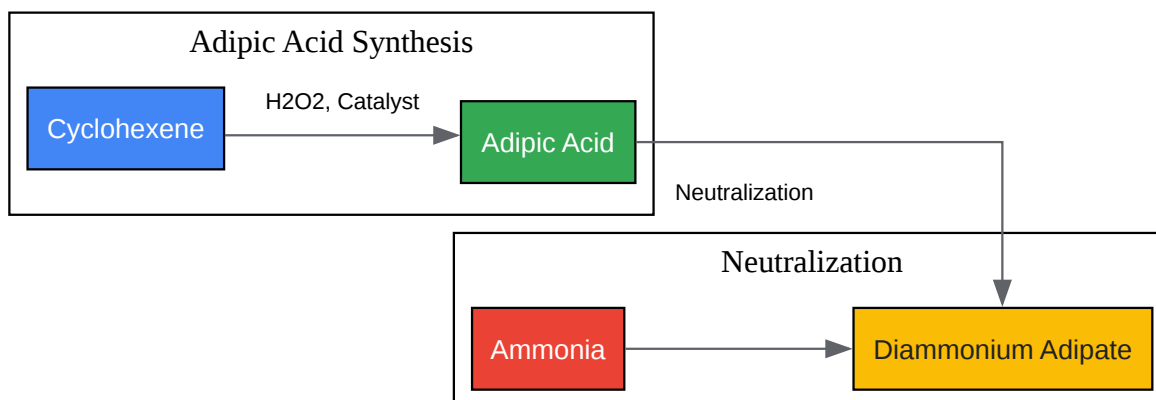 Adipic Acid Synthesis
H2O2, Catalyst
Cyclohexene
Adipic Acid
Neutralization
Neutralization
Ammonia
Diammonium Adipate